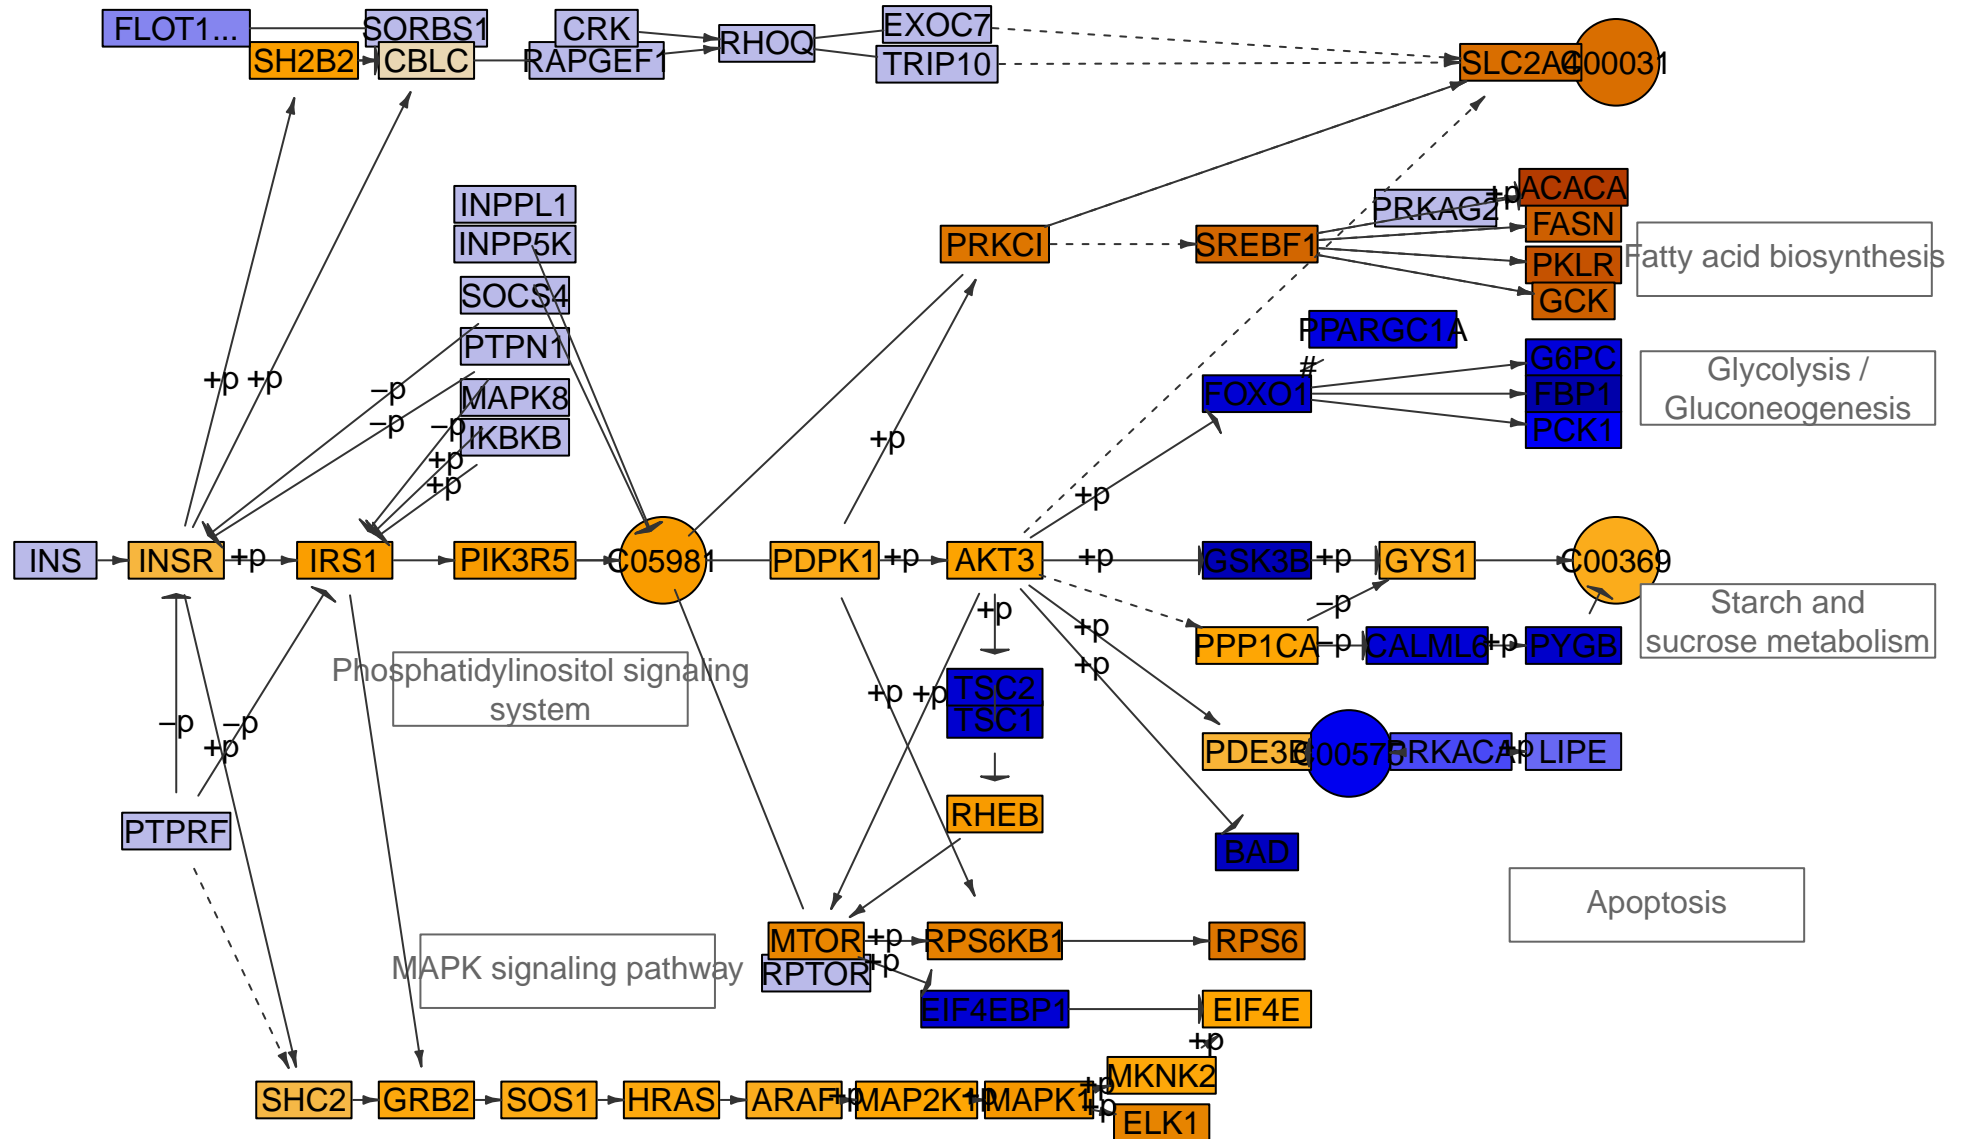 FLOT1...
SORBS1
CRK
EXOC7
RHOQ
SH2B2
CBLC
RAPGEF1
TRIP10
SLC2A4
C00031
INPPL1
INPP5K
PRKCI
SREBF1
PRKAG2
+p
ACACA
FASN
PKLR
GCK
Fatty acid biosynthesis
SOCS4
PTPN1
MAPK8
IKBKB
+p
+p
−p
−p
−p
+p
+p
+p
PPARGC1A
#
FOXO1
G6PC
FBP1
PCK1
Glycolysis /
Gluconeogenesis
+p
INS
INSR
+p
IRS1
PIK3R5
C05981
PDPK1
+p
AKT3
+p
GSK3B
+p
GYS1
C00369
+p
−p
+p
PPP1CA
−p
CALML6
+p
PYGB
Starch and
sucrose metabolism
+p
Phosphatidylinositol signaling
system
+p
+p
TSC2
TSC1
−p
−p
+p
PDE3B
C00575
PRKACA
+p
LIPE
PTPRF
RHEB
BAD
Apoptosis
MTOR
RPTOR
+p
+p
RPS6KB1
RPS6
MAPK signaling pathway
EIF4EBP1
EIF4E
+p
SHC2
GRB2
SOS1
HRAS
ARAF
+p
MAP2K1
+p
MAPK1
+p
+p
MKNK2
ELK1